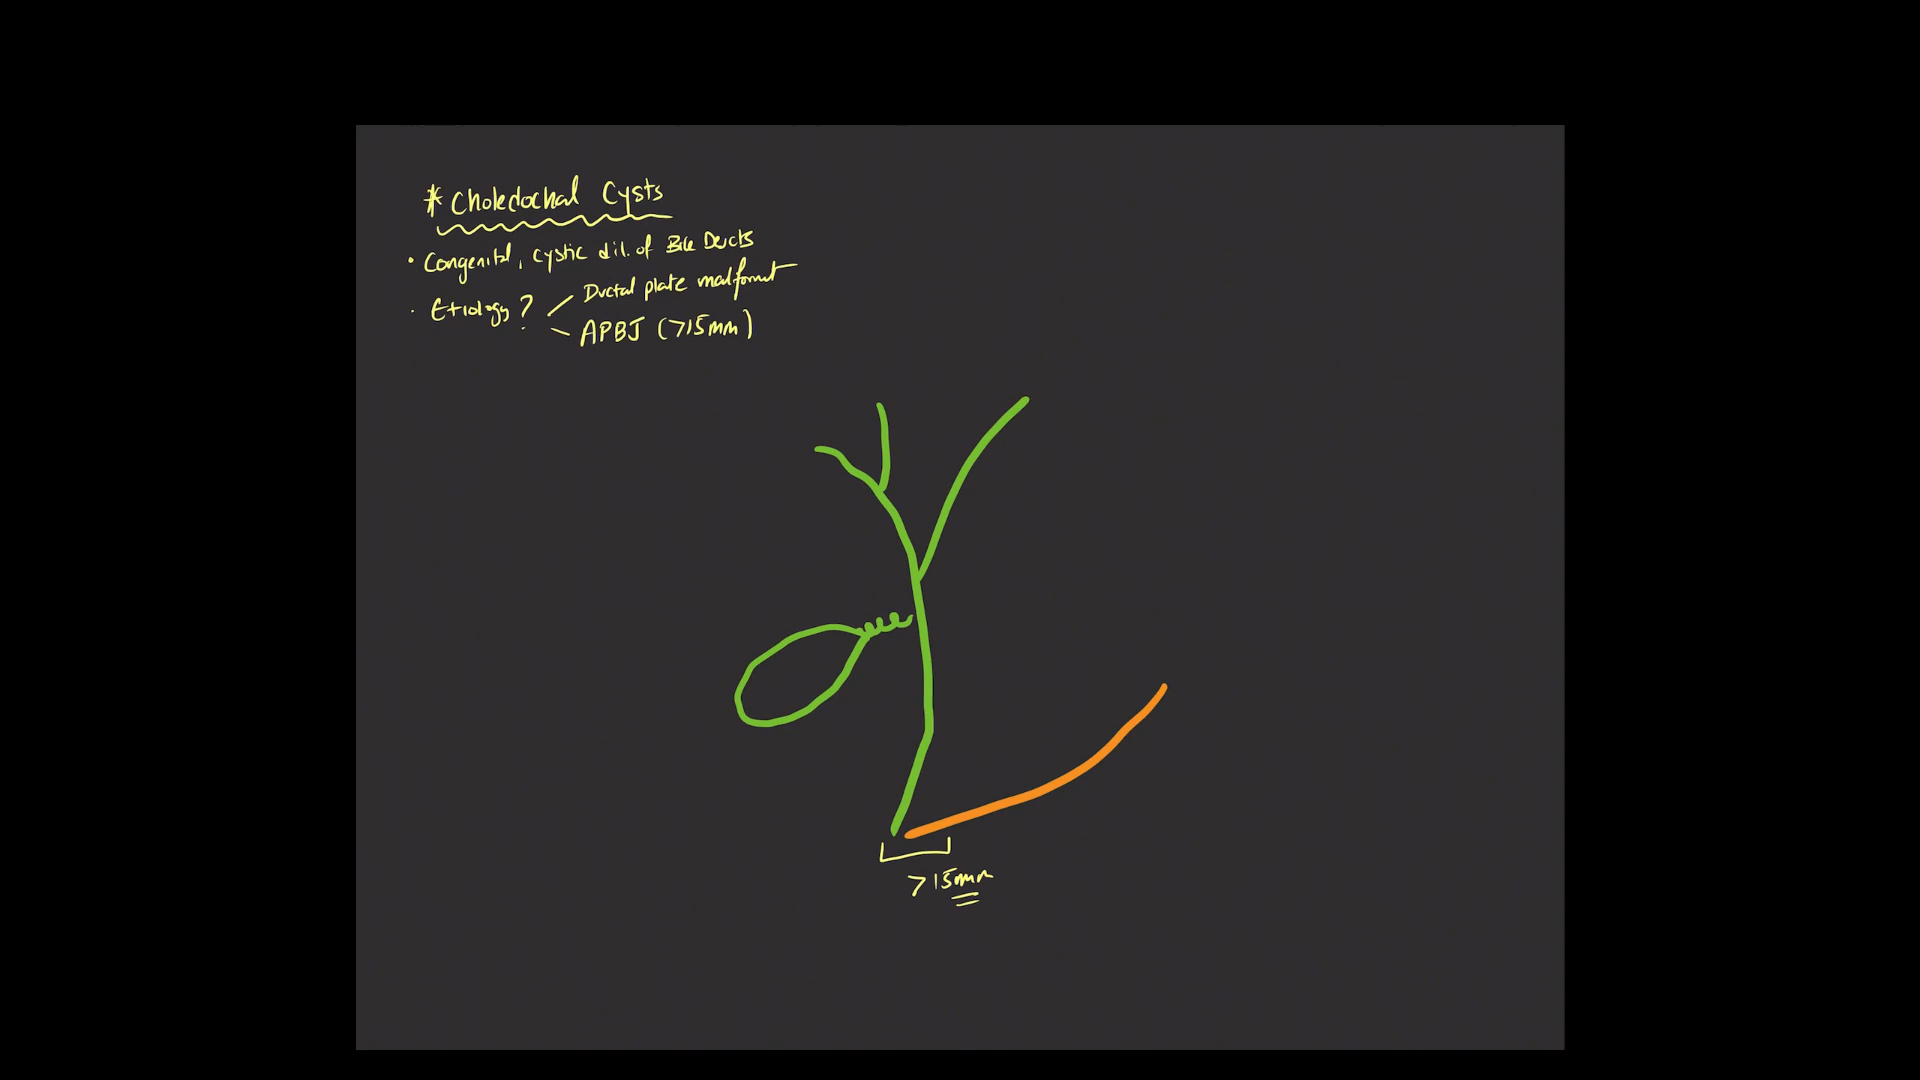 * Choledochal Cysts
• Congenital, cystic dil. of Bile Ducts
• Etiology?
Ductal plate malformat
APBJ (>15mm)
>15mm